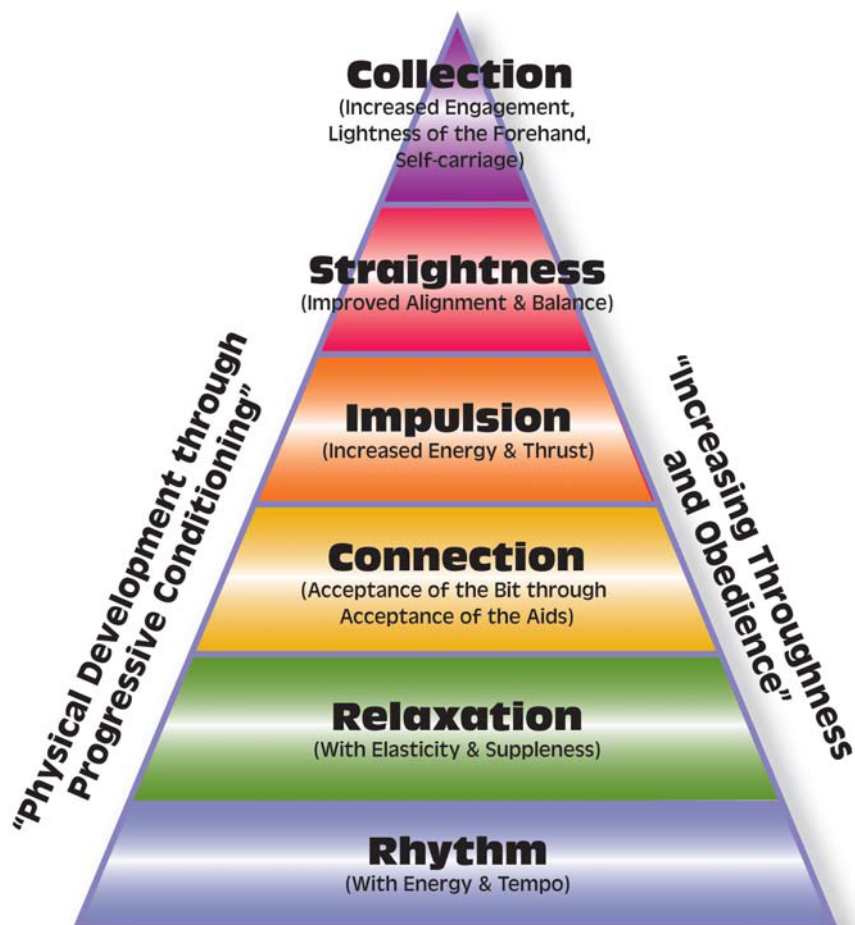 Collection
(Increased Engagement,
Lightness of the Forehand,
Self-carriage)
Straightness
(Improved Alignment & Balance)
Impulsion
(Increased Energy & Thrust)
Connection
(Acceptance of the Bit through
Acceptance of the Aids)
Relaxation
(With Elasticity & Suppleness)
Rhythm
(With Energy & Tempo)
"Physical Development through
Progressive Conditioning"
"Increasing Throughness
and Obedience"